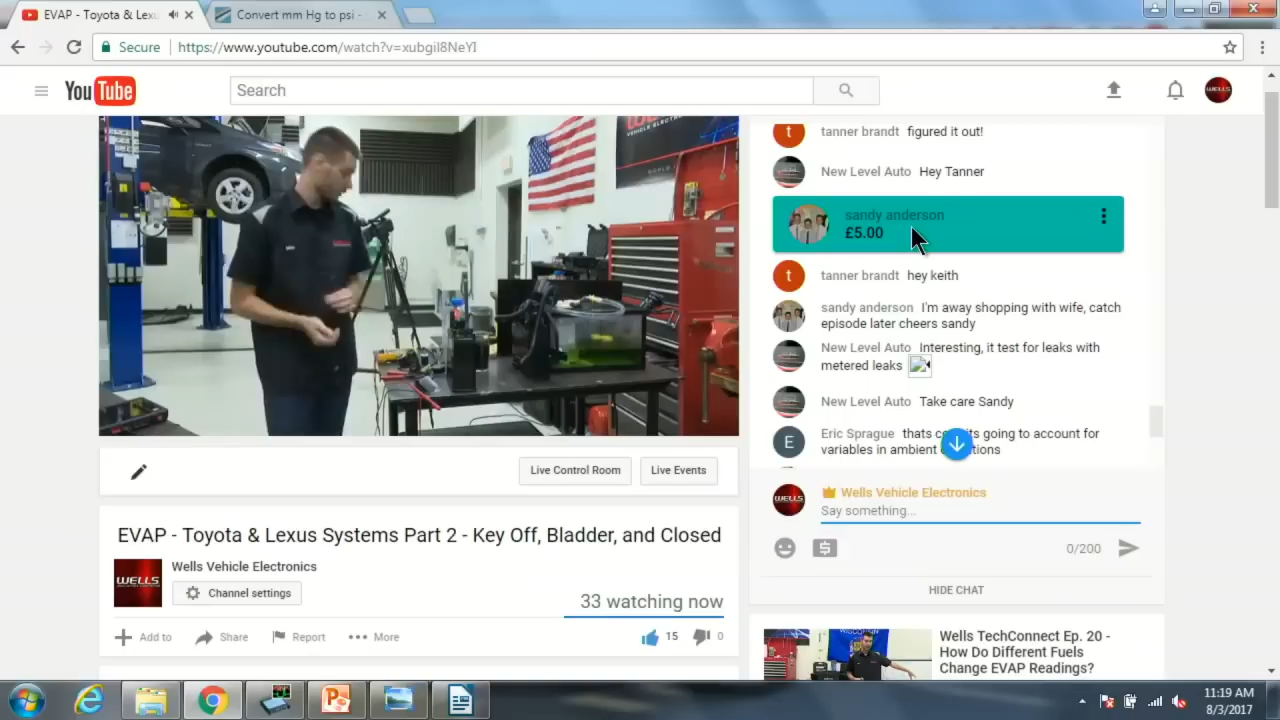 EVAP - Toyota & Lexu
Convert mm Hg to psi -
Secure
https://www.youtube.com/watch?v=xubgil8NeYI
YouTube
Search
WELLS
tanner brandt figured it out!
New Level Auto Hey Tanner
sandy anderson
£5.00
tanner brandt hey keith
sandy anderson I'm away shopping with wife, catch
episode later cheers sandy
New Level Auto Interesting, it test for leaks with
metered leaks
New Level Auto Take care Sandy
Eric Sprague thats going to account for
variables in ambient
Live Control Room
Live Events
WELLS
Wells Vehicle Electronics
Say something...
0/200
HIDE CHAT
EVAP - Toyota & Lexus Systems Part 2 - Key Off, Bladder, and Closed
WELLS
Wells Vehicle Electronics
Channel settings
33 watching now
Add to
Share
Report
More
15
0
Wells TechConnect Ep. 20 -
How Do Different Fuels
Change EVAP Readings?
11:19 AM
8/3/2017